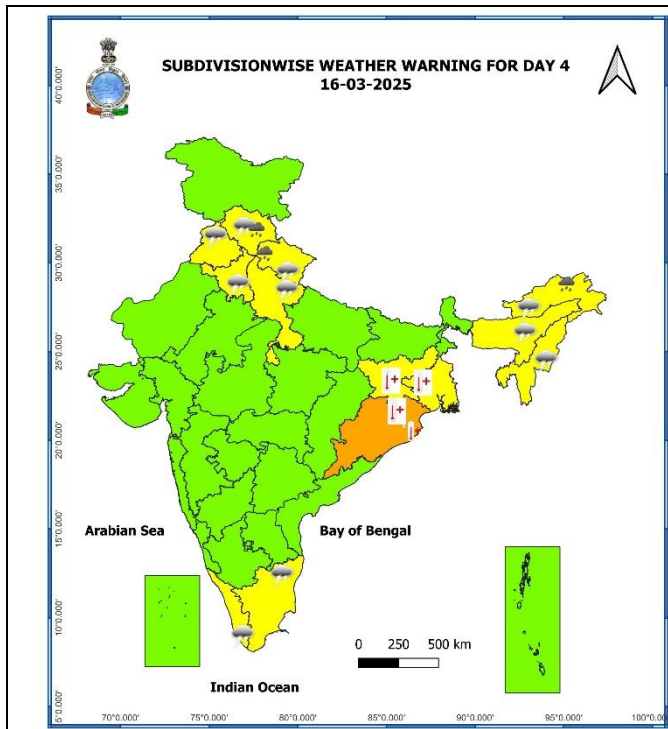 SUBDIVISIONWISE WEATHER WARNING FOR DAY 4
16-03-2025
40°0.000'
35°0.000'
30°0.000'
25°0.000'
20°0.000'
15°0.000'
10°0.000'
5°0.000'
Arabian Sea
Bay of Bengal
Indian Ocean
0 250 500 km
70°0.000' 75°0.000' 80°0.000' 85°0.000' 90°0.000' 95°0.000' 100°0.000'